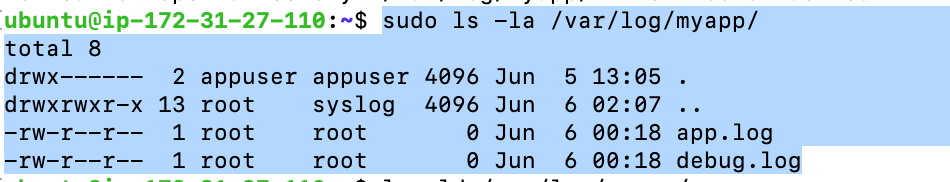 ubuntu@ip-172-31-27-110:~$ sudo ls -la /var/log/myapp/
total 8
drwx------  2 appuser appuser 4096 Jun  5 13:05 .
drwxrwxr-x 13 root    syslog  4096 Jun  6 02:07 ..
-rw-r--r--  1 root    root       0 Jun  6 00:18 app.log
-rw-r--r--  1 root    root       0 Jun  6 00:18 debug.log